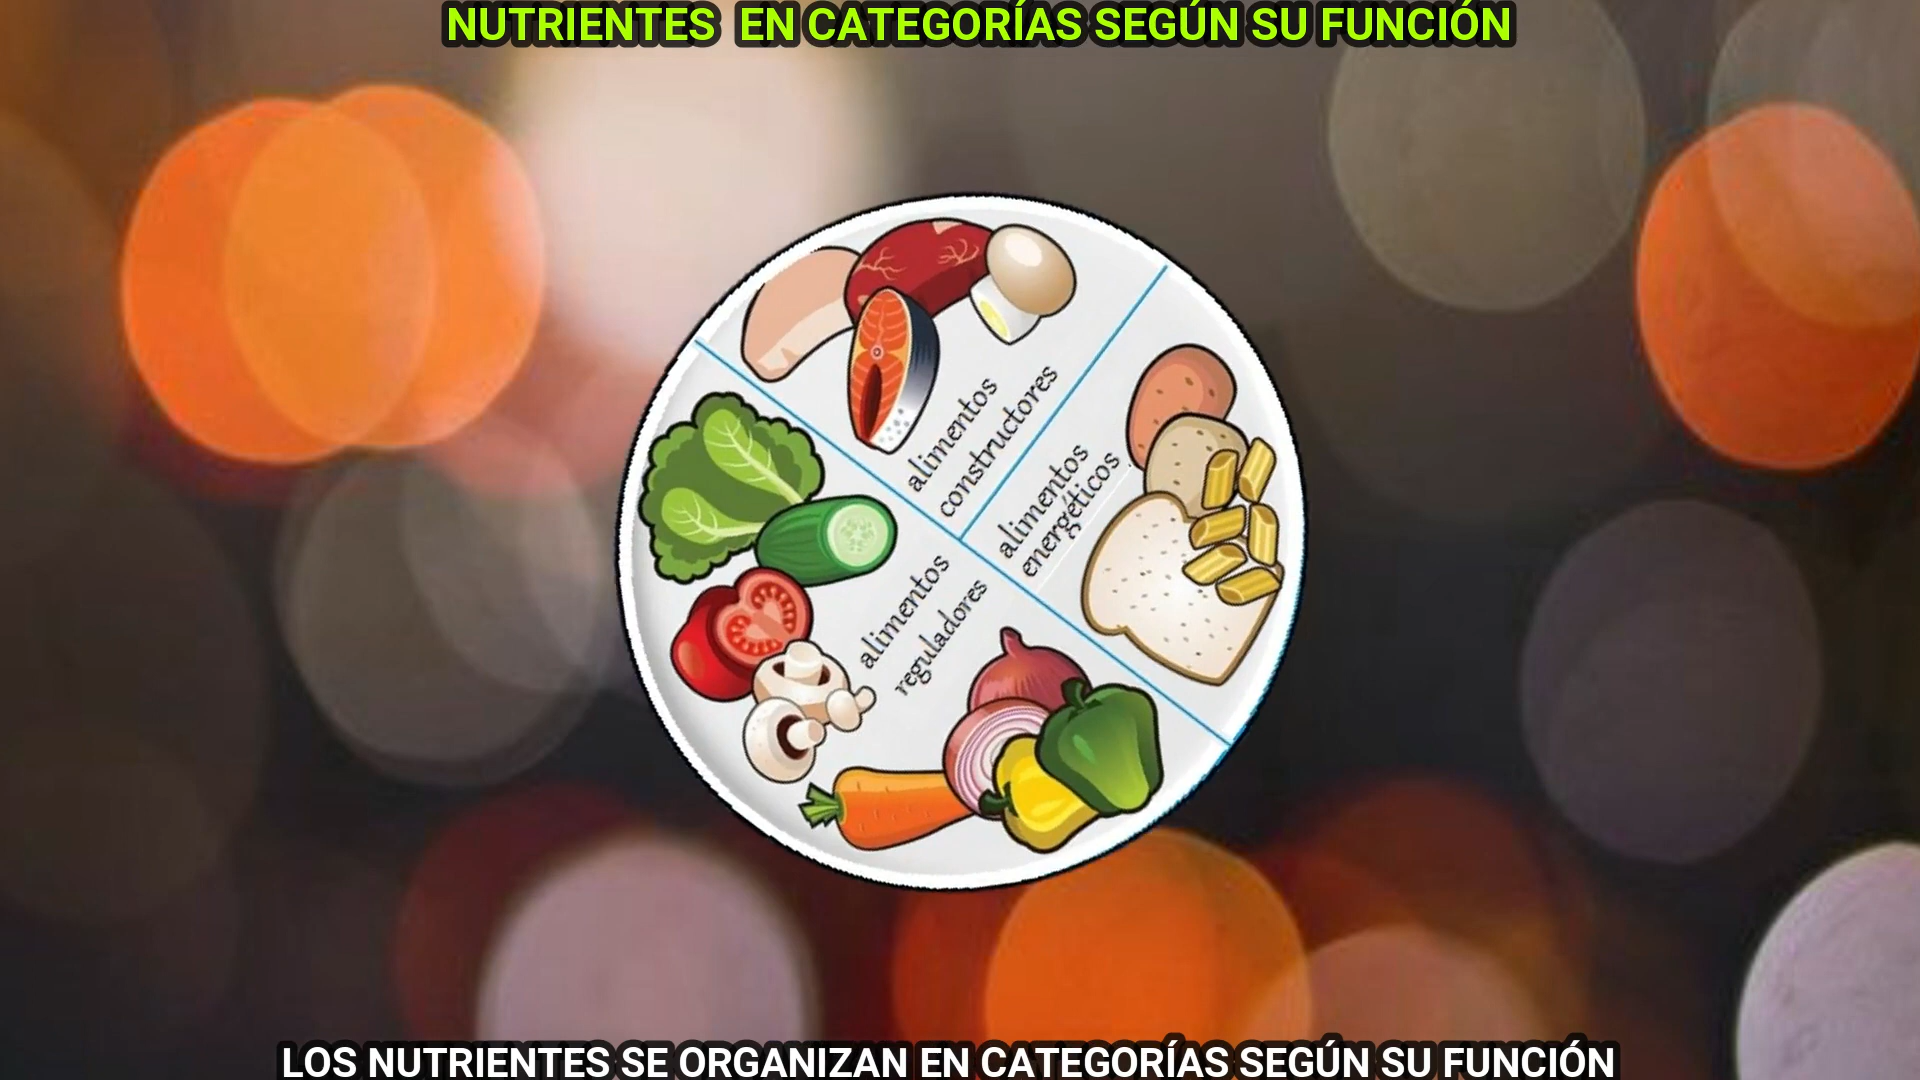 NUTRIENTES EN CATEGORÍAS SEGÚN SU FUNCIÓN
alimentos
constructores
alimentos
energéticos
alimentos
reguladores
LOS NUTRIENTES SE ORGANIZAN EN CATEGORÍAS SEGÚN SU FUNCIÓN